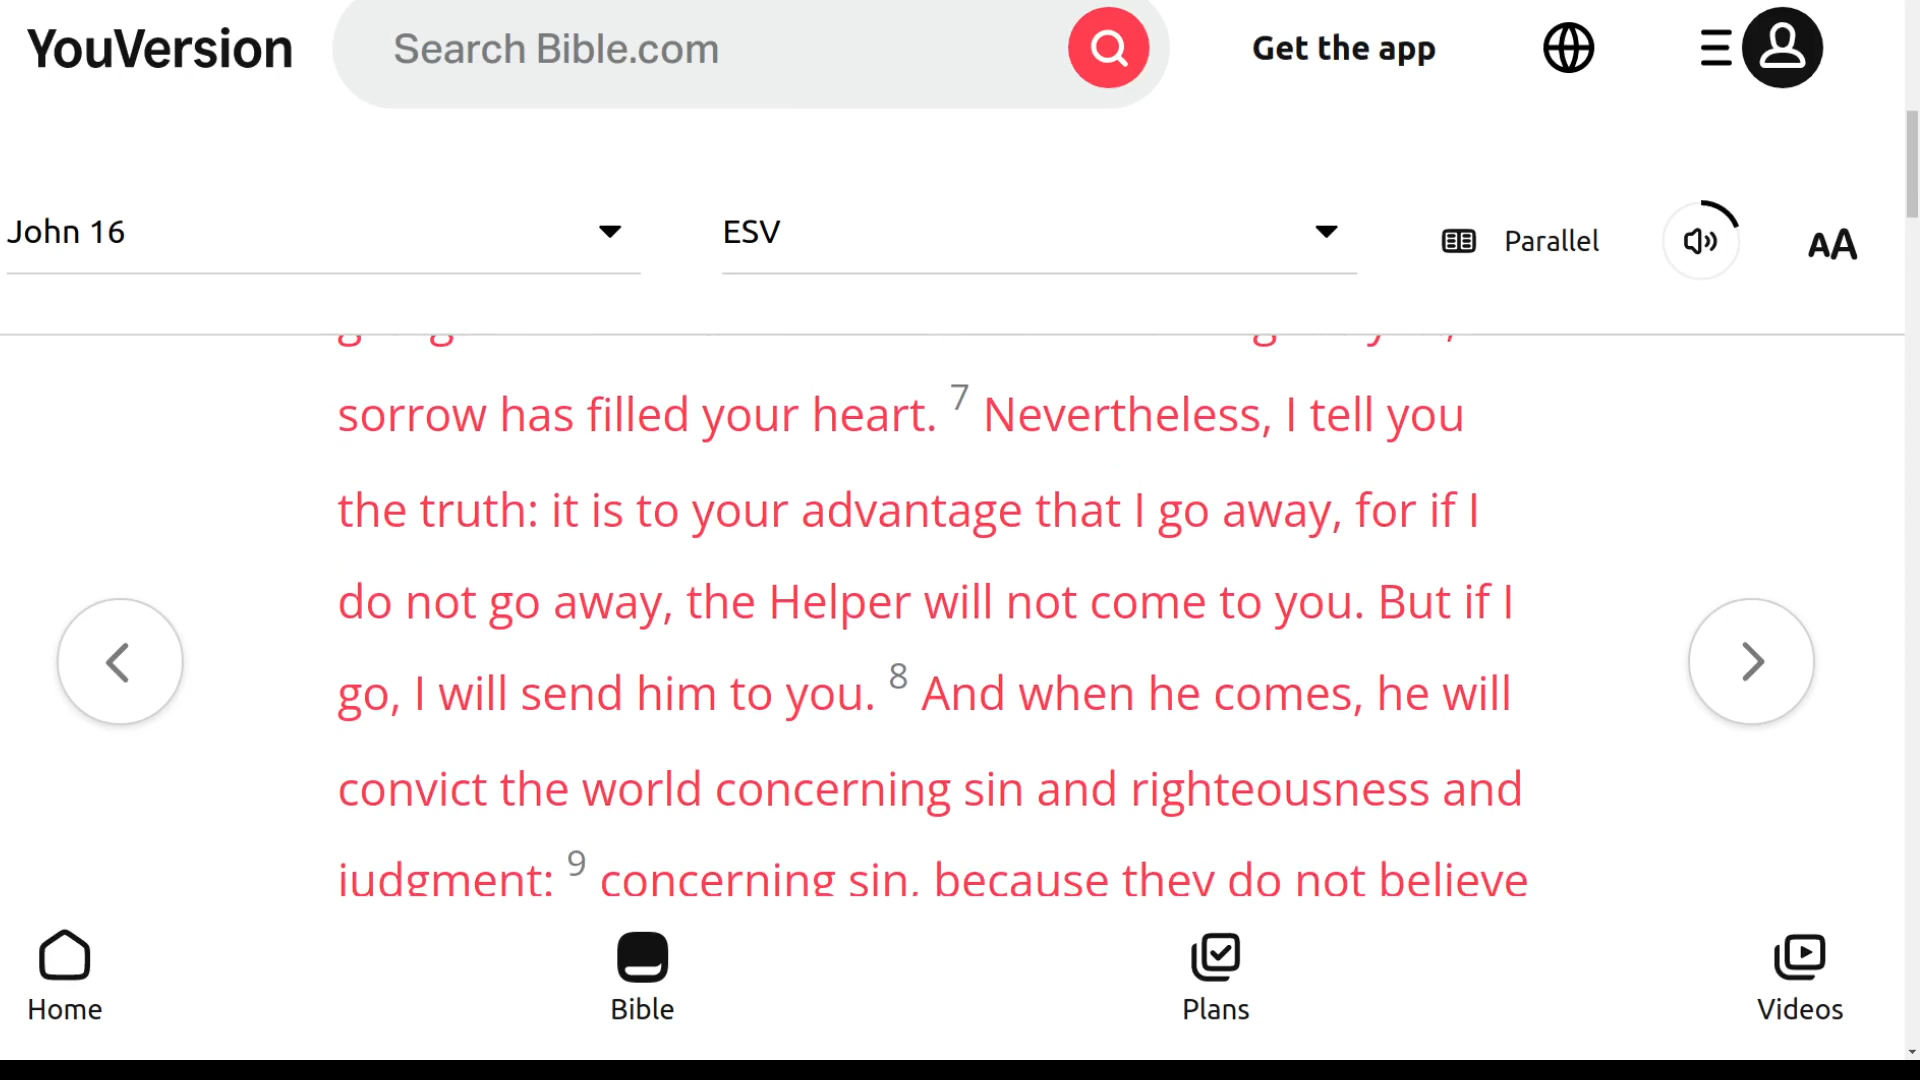 YouVersion Search Bible.com Get the app
John 16 ESV Parallel AA
sorrow has filled your heart. 7 Nevertheless, I tell you
the truth: it is to your advantage that I go away, for if I
do not go away, the Helper will not come to you. But if I
go, I will send him to you. 8 And when he comes, he will
convict the world concerning sin and righteousness and
judgment: 9 concerning sin, because they do not believe
Home Bible Plans Videos